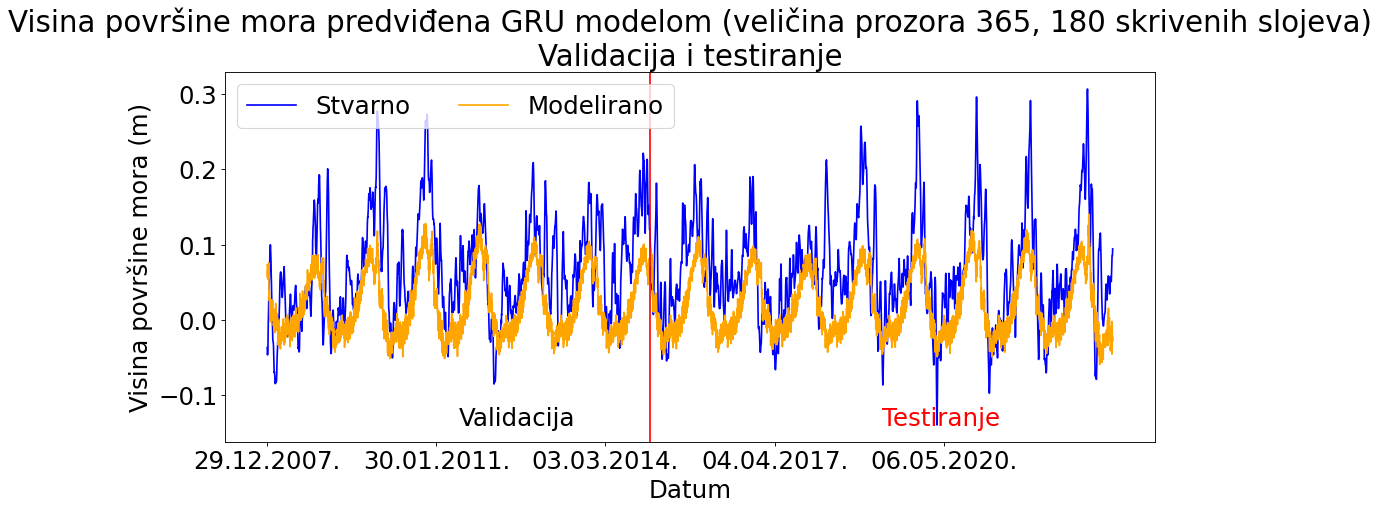 Visina površine mora predviđena GRU modelom (veličina prozora 365, 180 skrivenih slojeva)
Validacija i testiranje
Stvarno
Modelirano
Visina površine mora (m)
0.3
0.2
0.1
0.0
−0.1
Validacija
Testiranje
29.12.2007.
30.01.2011.
03.03.2014.
04.04.2017.
06.05.2020.
Datum